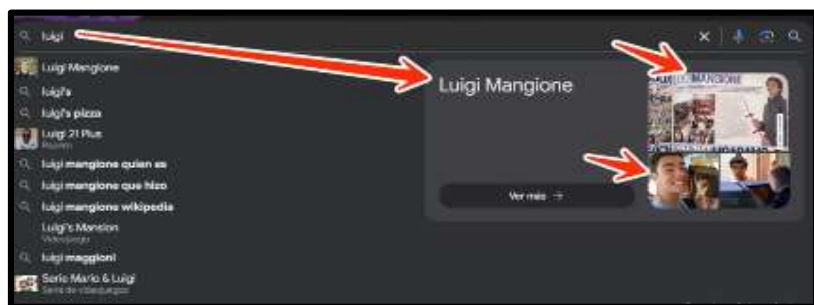 luigi
Luigi Mangione
luigi's
luigi's pizza
Luigi 21 Plus
luigi mangione quien es
luigi mangione que hizo
luigi mangione wikipedia
Luigi's Mansion
Videojuego
luigi maggioni
Serie Mario & Luigi
Serie de videojuegos
Luigi Mangione
Ver más →
MANGIONE